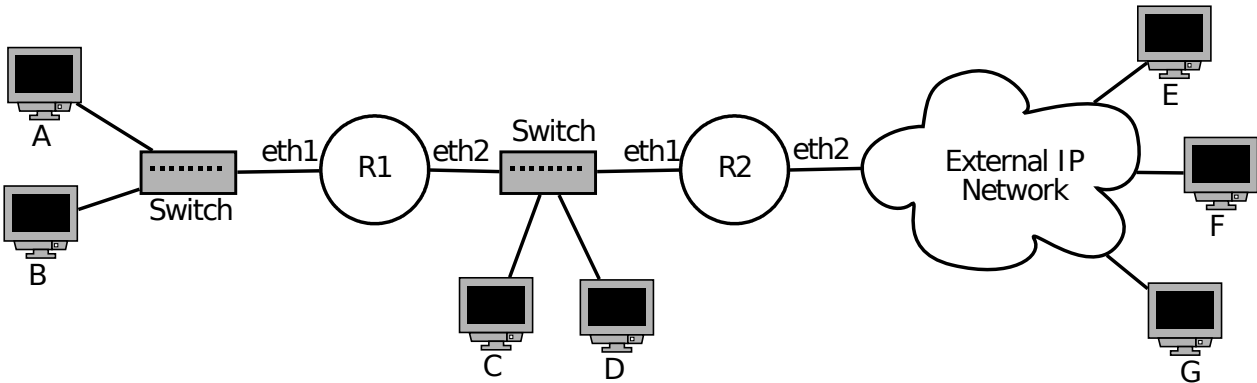 A
B
Switch
eth1
R1
eth2
Switch
C
D
eth1
R2
eth2
External IP
Network
E
F
G